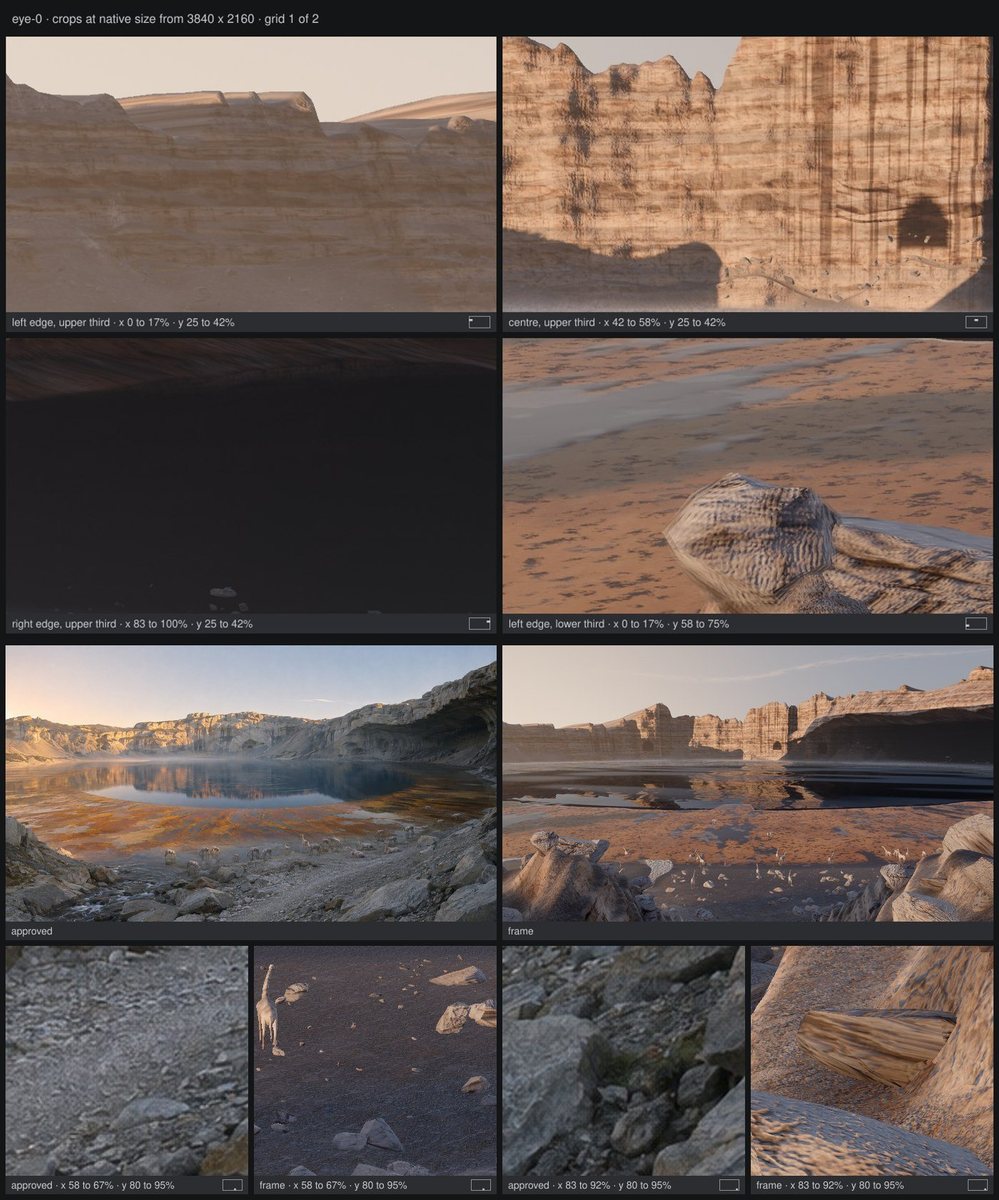 eye-0 · crops at native size from 3840 x 2160 · grid 1 of 2
left edge, upper third · x 0 to 17% · y 25 to 42%
centre, upper third · x 42 to 58% · y 25 to 42%
right edge, upper third · x 83 to 100% · y 25 to 42%
left edge, lower third · x 0 to 17% · y 58 to 75%
approved
frame
approved · x 58 to 67% · y 80 to 95%
frame · x 58 to 67% · y 80 to 95%
approved · x 83 to 92% · y 80 to 95%
frame · x 83 to 92% · y 80 to 95%